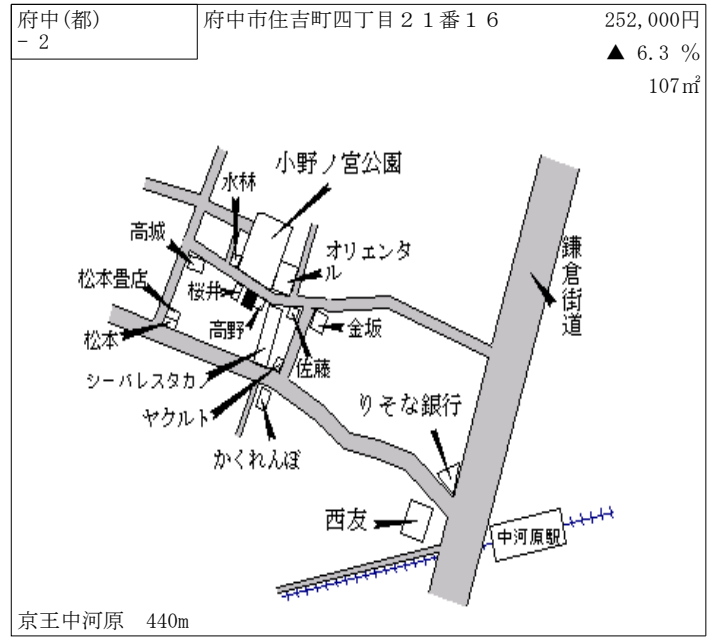 府中(都)
- 2
府中市住吉町四丁目２１番１６
252,000円
▲ 6.3 %
107㎡
小野ノ宮公園
水林
高城
オリエンタ
ル
鎌倉街道
松本畳店
桜井
高野
金坂
松本
佐藤
シーバレスタカノ
ヤクルト
りそな銀行
かくれんぼ
西友
中河原駅
京王中河原 440m